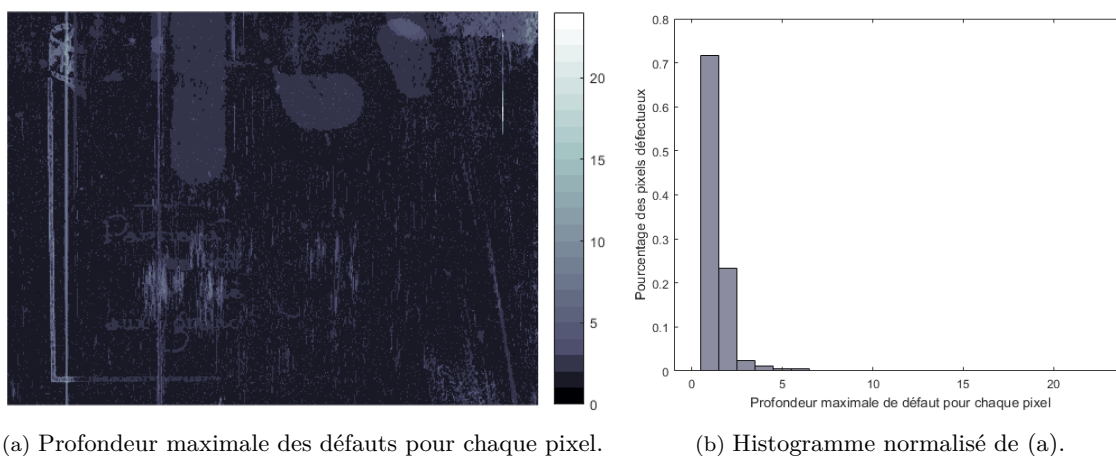 20
15
10
5
0
0.8
0.7
0.6
0.5
0.4
0.3
0.2
0.1
0
Pourcentage des pixels défectueux
0 5 10 15 20
Profondeur maximale de défaut pour chaque pixel
(a) Profondeur maximale des défauts pour chaque pixel.
(b) Histogramme normalisé de (a).